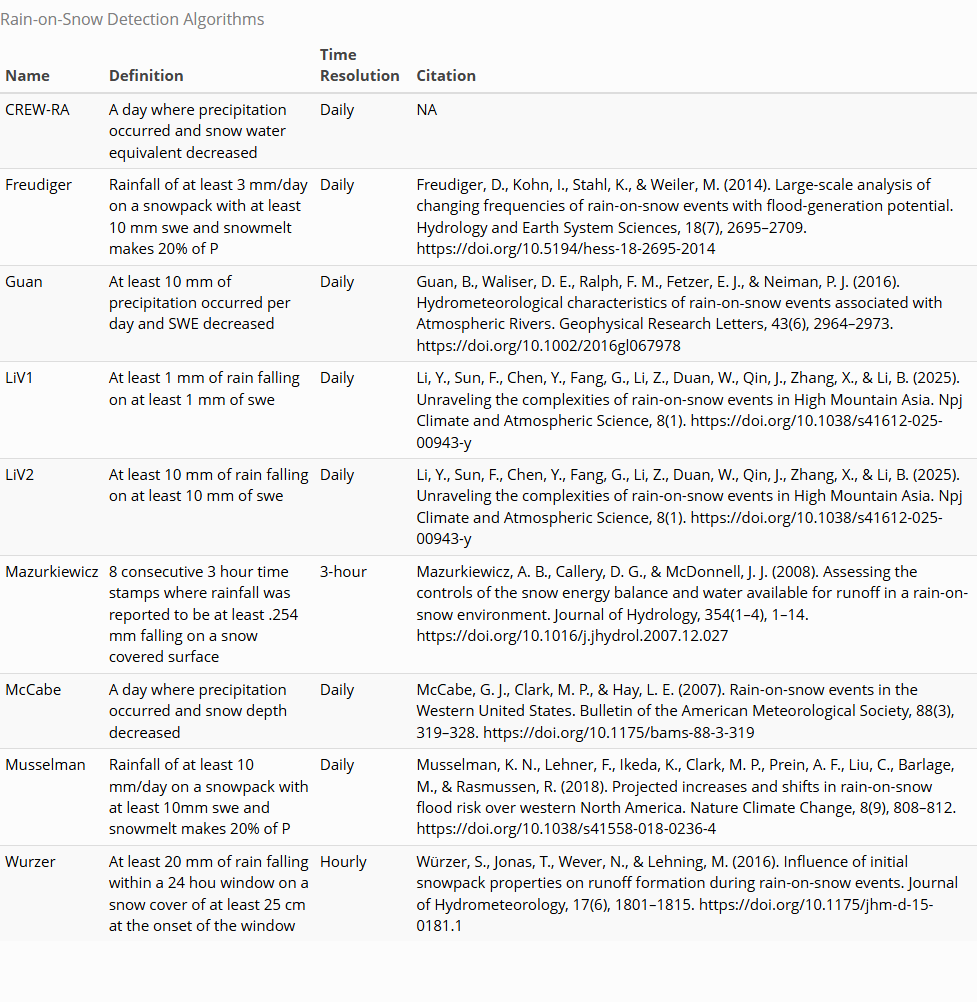 Rain-on-Snow Detection Algorithms
Name Definition Time Resolution Citation
CREW-RA A day where precipitation occurred and snow water equivalent decreased Daily NA
Freudiger Rainfall of at least 3 mm/day on a snowpack with at least 10 mm swe and snowmelt makes 20% of P Daily Freudiger, D., Kohn, I., Stahl, K., & Weiler, M. (2014). Large-scale analysis of changing frequencies of rain-on-snow events with flood-generation potential. Hydrology and Earth System Sciences, 18(7), 2695–2709. https://doi.org/10.5194/hess-18-2695-2014
Guan At least 10 mm of precipitation occurred per day and SWE decreased Daily Guan, B., Waliser, D. E., Ralph, F. M., Fetzer, E. J., & Neiman, P. J. (2016). Hydrometeorological characteristics of rain-on-snow events associated with Atmospheric Rivers. Geophysical Research Letters, 43(6), 2964–2973. https://doi.org/10.1002/2016gl067978
LiV1 At least 1 mm of rain falling on at least 1 mm of swe Daily Li, Y., Sun, F., Chen, Y., Fang, G., Li, Z., Duan, W., Qin, J., Zhang, X., & Li, B. (2025). Unraveling the complexities of rain-on-snow events in High Mountain Asia. Npj Climate and Atmospheric Science, 8(1). https://doi.org/10.1038/s41612-025-00943-y
LiV2 At least 10 mm of rain falling on at least 10 mm of swe Daily Li, Y., Sun, F., Chen, Y., Fang, G., Li, Z., Duan, W., Qin, J., Zhang, X., & Li, B. (2025). Unraveling the complexities of rain-on-snow events in High Mountain Asia. Npj Climate and Atmospheric Science, 8(1). https://doi.org/10.1038/s41612-025-00943-y
Mazurkiewicz 8 consecutive 3 hour time stamps where rainfall was reported to be at least .254 mm falling on a snow covered surface 3-hour Mazurkiewicz, A. B., Callery, D. G., & McDonnell, J. J. (2008). Assessing the controls of the snow energy balance and water available for runoff in a rain-on-snow environment. Journal of Hydrology, 354(1–4), 1–14. https://doi.org/10.1016/j.jhydrol.2007.12.027
McCabe A day where precipitation occurred and snow depth decreased Daily McCabe, G. J., Clark, M. P., & Hay, L. E. (2007). Rain-on-snow events in the Western United States. Bulletin of the American Meteorological Society, 88(3), 319–328. https://doi.org/10.1175/bams-88-3-319
Musselman Rainfall of at least 10 mm/day on a snowpack with at least 10mm swe and snowmelt makes 20% of P Daily Musselman, K. N., Lehner, F., Ikeda, K., Clark, M. P., Prein, A. F., Liu, C., Barlage, M., & Rasmussen, R. (2018). Projected increases and shifts in rain-on-snow flood risk over western North America. Nature Climate Change, 8(9), 808–812. https://doi.org/10.1038/s41558-018-0236-4
Wurzer At least 20 mm of rain falling within a 24 hou window on a snow cover of at least 25 cm at the onset of the window Hourly Würzer, S., Jonas, T., Wever, N., & Lehning, M. (2016). Influence of initial snowpack properties on runoff formation during rain-on-snow events. Journal of Hydrometeorology, 17(6), 1801–1815. https://doi.org/10.1175/jhm-d-15-0181.1